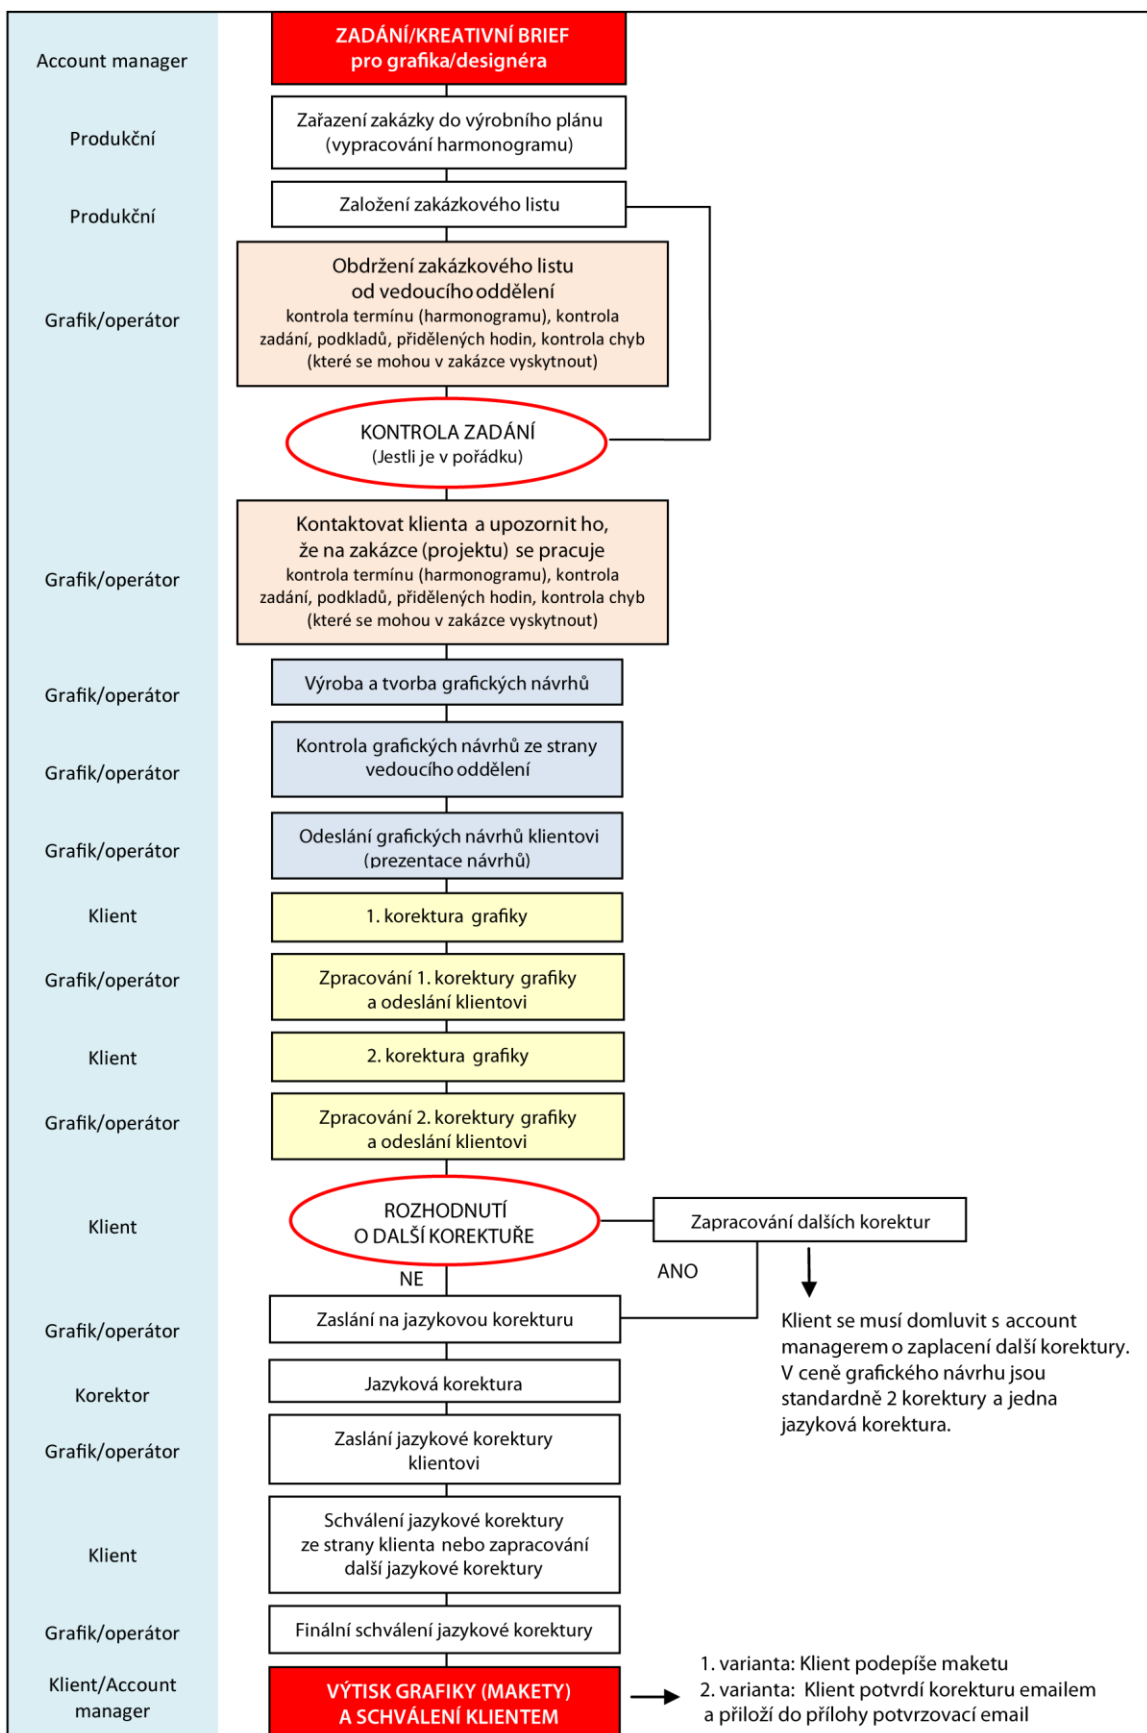 Account manager
ZADÁNÍ/KREATIVNÍ BRIEF
pro grafika/designéra
Produkční
Zařazení zakázky do výrobního plánu
(vypracování harmonogramu)
Produkční
Založení zakázkového listu
Grafik/operátor
Obdržení zakázkového listu
od vedoucího oddělení
kontrola termínu (harmonogramu), kontrola
zadání, podkladů, přidělených hodin, kontrola chyb
(které se mohou v zakázce vyskytnout)
KONTROLA ZADÁNÍ
(Jestli je v pořádku)
Grafik/operátor
Kontaktovat klienta a upozornit ho,
že na zakázce (projektu) se pracuje
kontrola termínu (harmonogramu), kontrola
zadání, podkladů, přidělených hodin, kontrola chyb
(které se mohou v zakázce vyskytnout)
Grafik/operátor
Výroba a tvorba grafických návrhů
Grafik/operátor
Kontrola grafických návrhů ze strany
vedoucího oddělení
Grafik/operátor
Odeslání grafických návrhů klientovi
(prezentace návrhů)
Klient
1. korektura grafiky
Grafik/operátor
Zpracování 1. korektury grafiky
a odeslání klientovi
Klient
2. korektura grafiky
Grafik/operátor
Zpracování 2. korektury grafiky
a odeslání klientovi
Klient
ROZHODNUTÍ
O DALŠÍ KOREKTUŘE
Zapracování dalších korektur
NE
ANO
Klient se musí domluvit s account
managerem o zaplacení další korektury.
V ceně grafického návrhu jsou
standardně 2 korektury a jedna
jazyková korektura.
Grafik/operátor
Zaslání na jazykovou korekturu
Korektor
Jazyková korektura
Grafik/operátor
Zaslání jazykové korektury
klientovi
Klient
Schválení jazykové korektury
ze strany klienta nebo zapracování
další jazykové korektury
Grafik/operátor
Finální schválení jazykové korektury
Klient/Account
manager
VÝTISK GRAFIKY (MAKETY)
A SCHVÁLENÍ KLIENTEM
1. varianta: Klient podepíše maketu
2. varianta: Klient potvrdí korekturu emailem
a přiloží do přílohy potvrzovací email